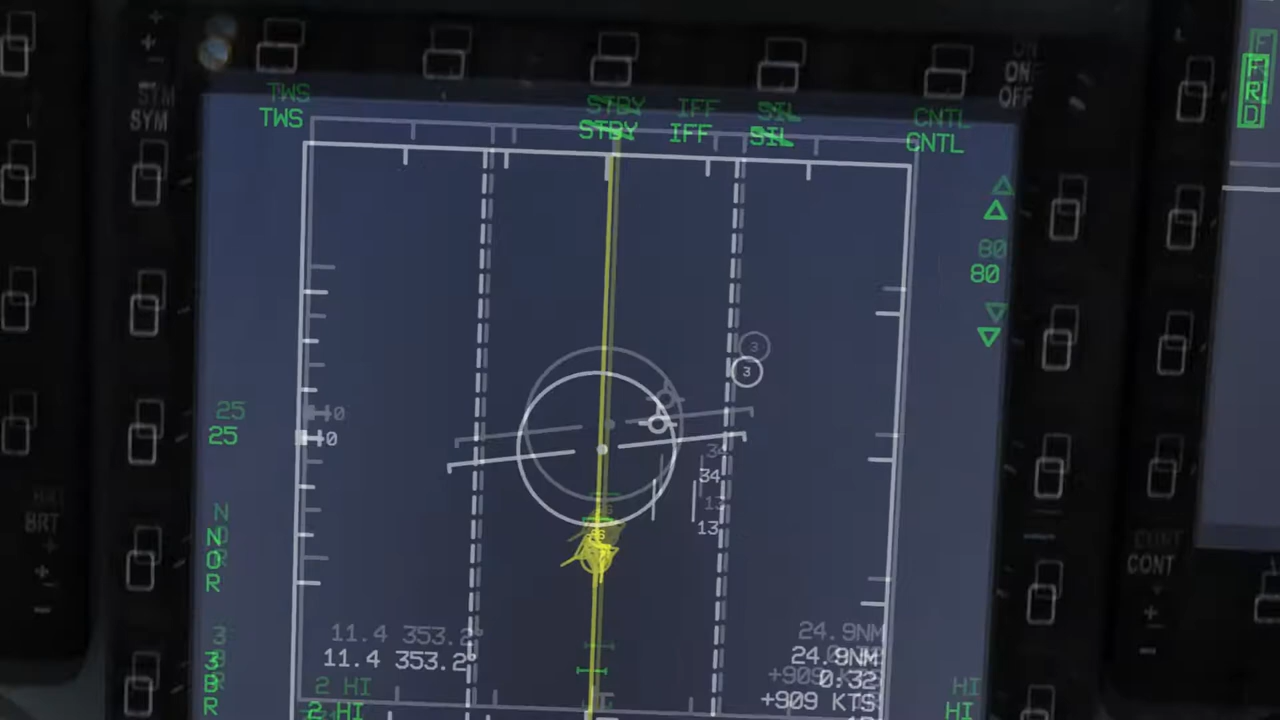 ON
SYM
OFF
TWS STBY IFF SIL CNTL
FRD
80
3
25 0
34
13
BRT
NOR
CONT
11.4 353.2°
24.9NM
0:32
3BR
+909 KTS
2 HI
HI